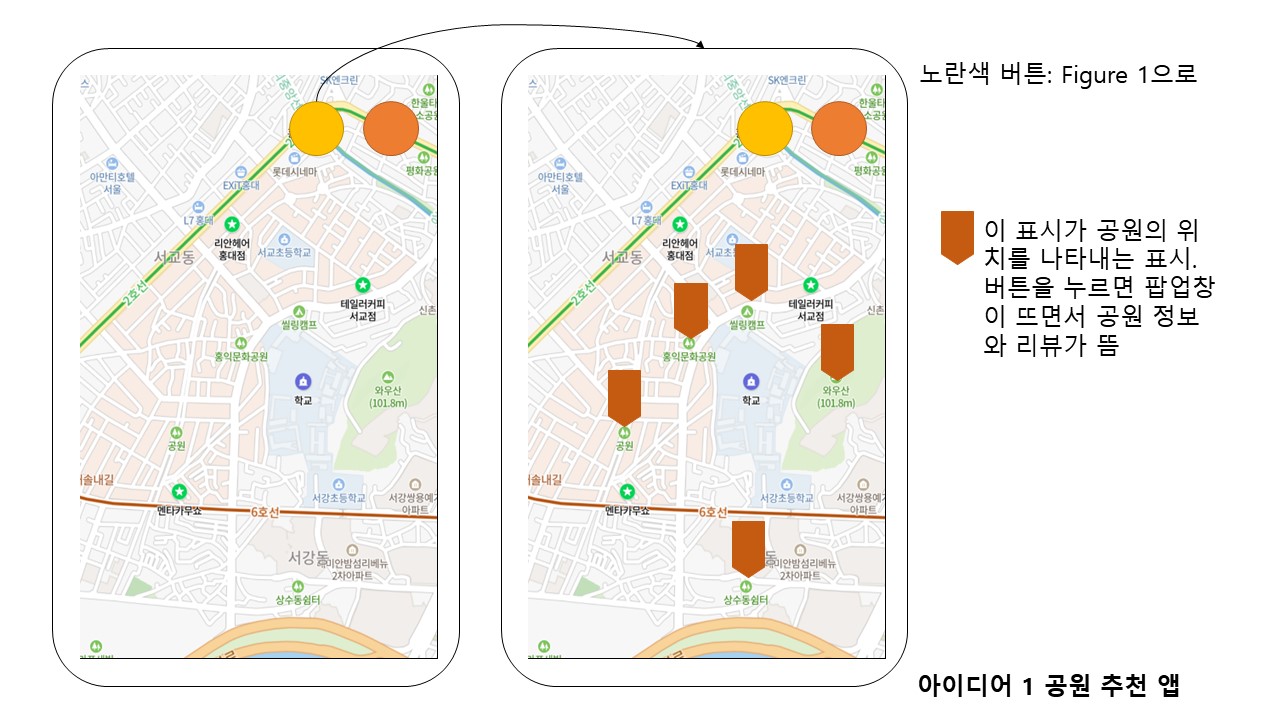 노란색 버튼: Figure 1으로
이 표시가 공원의 위
치를 나타내는 표시.
버튼을 누르면 팝업창
이 뜨면서 공원 정보
와 리뷰가 뜸
아이디어 1 공원 추천 앱
SK엔크린
한울타
소공원
아만티호텔
서울
EXiT홍대
롯데시네마
평화공원
L7 홍대
리안헤어
홍대점
서교동
서교초등학교
2호선
테일러커피
서교점
신촌
씰링캠프
홍익문화공원
학교
와우산
(101.8m)
공원
솔내길
서강초등학교
서강쌍용예가
아파트
엔타카무쇼
6호선
서강동
미안밤섬리베뉴
2차아파트
상수동쉼터
SK엔크린
한울타
소공원
아만티호텔
서울
EXiT홍대
롯데시네마
평화공원
L7 홍대
리안헤어
홍대점
서교동
서교초
2호선
테일러커피
서교점
신촌
씰링캠프
홍익문화공원
학교
와우산
(101.8m)
공원
솔내길
서강초등학교
서강쌍용예가
아파트
엔타카무쇼
6호선
동
미안밤섬리베뉴
2차아파트
상수동쉼터